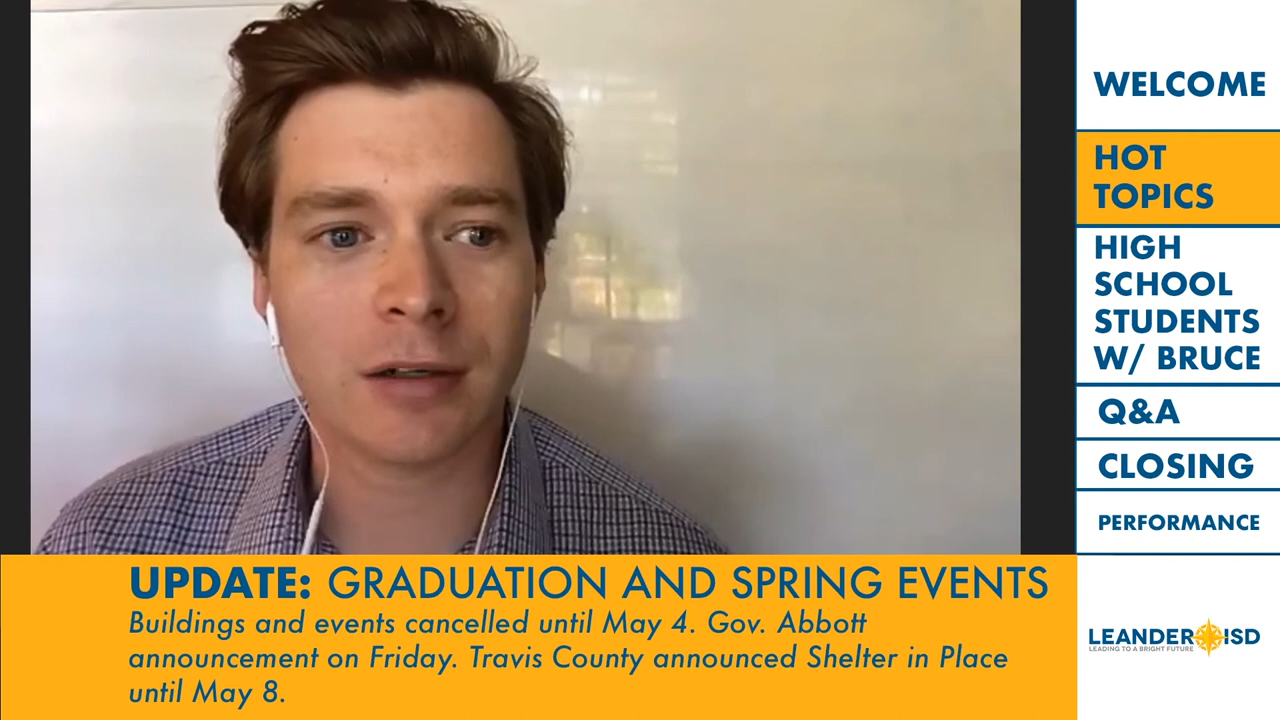 WELCOME
HOT
TOPICS
HIGH
SCHOOL
STUDENTS
W/ BRUCE
Q&A
CLOSING
PERFORMANCE
UPDATE: GRADUATION AND SPRING EVENTS
Buildings and events cancelled until May 4. Gov. Abbott
announcement on Friday. Travis County announced Shelter in Place
until May 8.
LEANDER ISD
LEADING TO A BRIGHT FUTURE